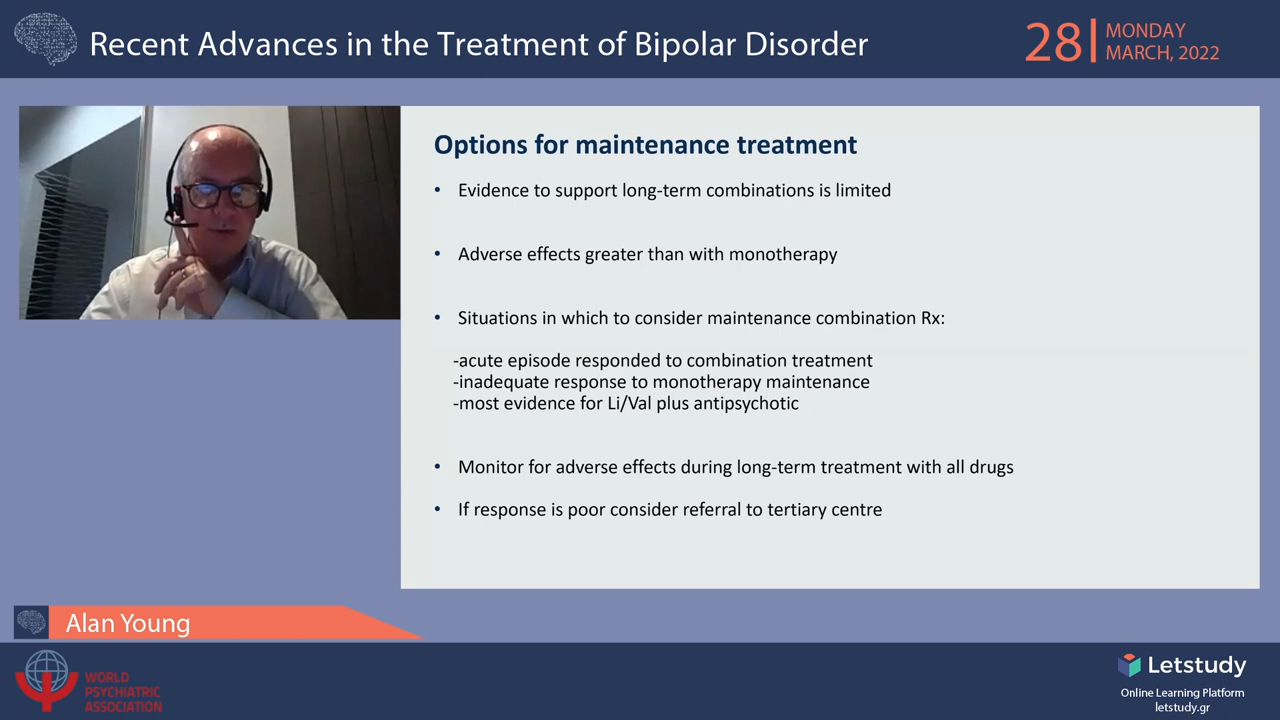 Recent Advances in the Treatment of Bipolar Disorder
28
MONDAY
MARCH, 2022
Options for maintenance treatment
• Evidence to support long-term combinations is limited
• Adverse effects greater than with monotherapy
• Situations in which to consider maintenance combination Rx:
-acute episode responded to combination treatment
-inadequate response to monotherapy maintenance
-most evidence for Li/Val plus antipsychotic
• Monitor for adverse effects during long-term treatment with all drugs
• If response is poor consider referral to tertiary centre
Alan Young
WORLD
PSYCHIATRIC
ASSOCIATION
Letstudy
Online Learning Platform
letstudy.gr